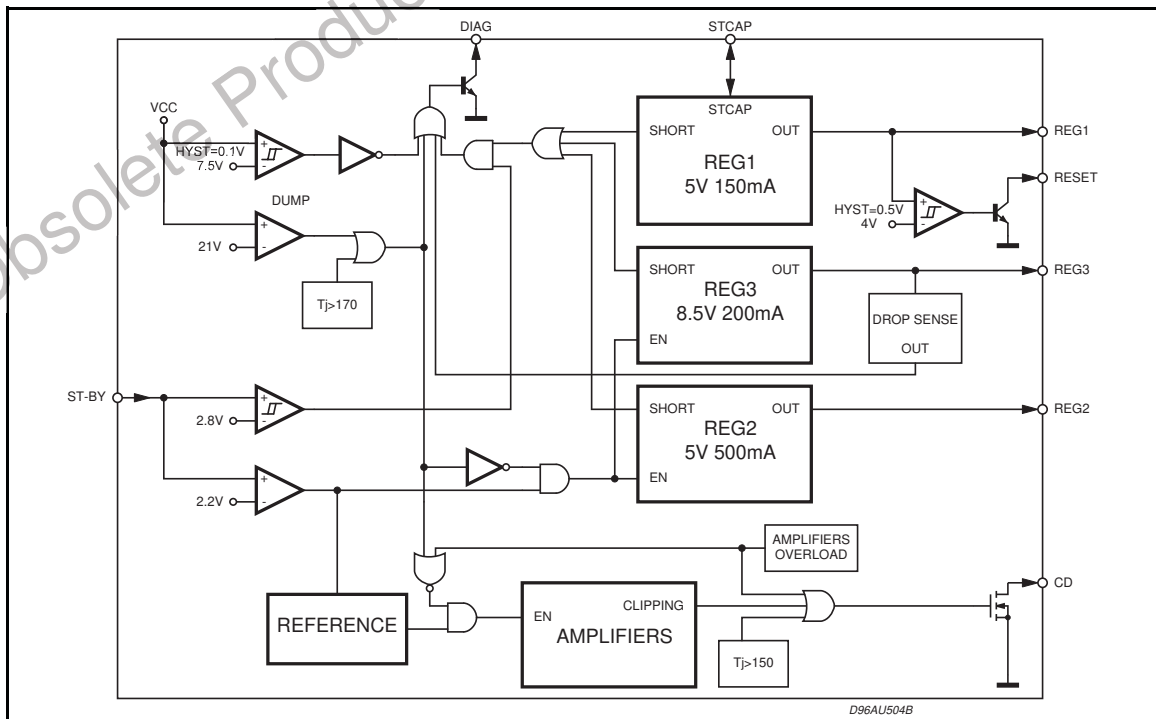 Obsolete Produc
DIAG
STCAP
VCC
HYST=0.1V
7.5V
+
-
DUMP
+
21V
-
Tj>170
STCAP
SHORT
OUT
REG1
5V 150mA
REG1
RESET
HYST=0.5V
4V
+
-
SHORT
OUT
REG3
8.5V 200mA
EN
REG3
DROP SENSE
OUT
ST-BY
+
2.8V
-
SHORT
OUT
REG2
5V 500mA
EN
REG2
+
2.2V
-
AMPLIFIERS
OVERLOAD
REFERENCE
EN
CLIPPING
AMPLIFIERS
Tj>150
CD
D96AU504B